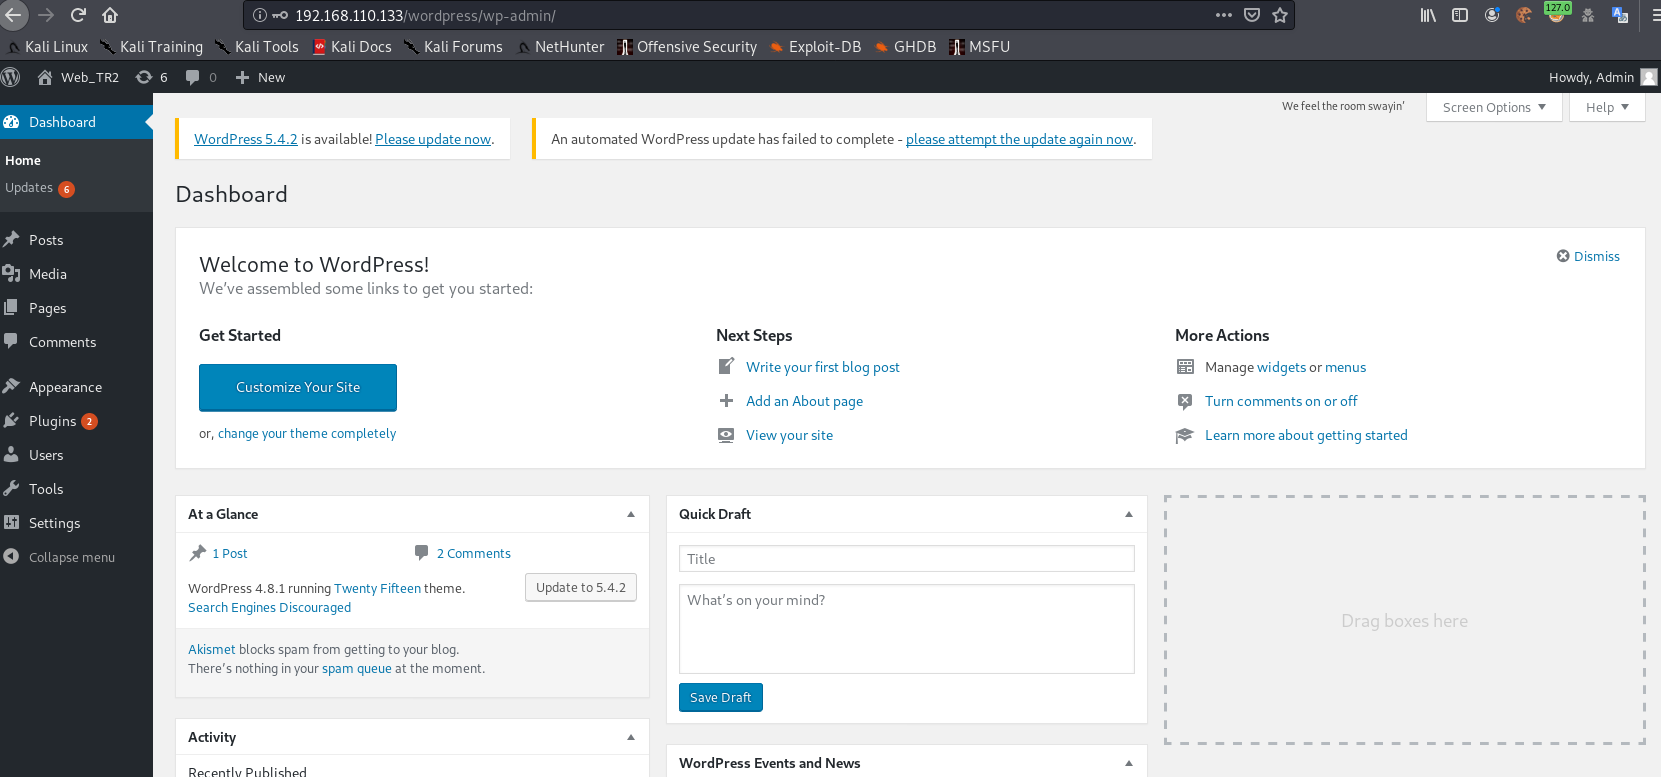 192.168.110.133/wordpress/wp-admin/
127.0
Kali Linux Kali Training Kali Tools Kali Docs Kali Forums NetHunter Offensive Security Exploit-DB GHDB MSFU
Web_TR2 6 0 New Howdy, Admin
Dashboard
Home
Updates 6
Posts
Media
Pages
Comments
Appearance
Plugins 2
Users
Tools
Settings
Collapse menu
We feel the room swayin’ Screen Options Help
WordPress 5.4.2 is available! Please update now.
An automated WordPress update has failed to complete - please attempt the update again now.
Dashboard
Welcome to WordPress!
We’ve assembled some links to get you started:
Dismiss
Get Started
Customize Your Site
or, change your theme completely
Next Steps
Write your first blog post
Add an About page
View your site
More Actions
Manage widgets or menus
Turn comments on or off
Learn more about getting started
At a Glance
1 Post 2 Comments
WordPress 4.8.1 running Twenty Fifteen theme. Update to 5.4.2
Search Engines Discouraged
Akismet blocks spam from getting to your blog.
There’s nothing in your spam queue at the moment.
Activity
Recently Published
Quick Draft
Title
What’s on your mind?
Save Draft
WordPress Events and News
Drag boxes here